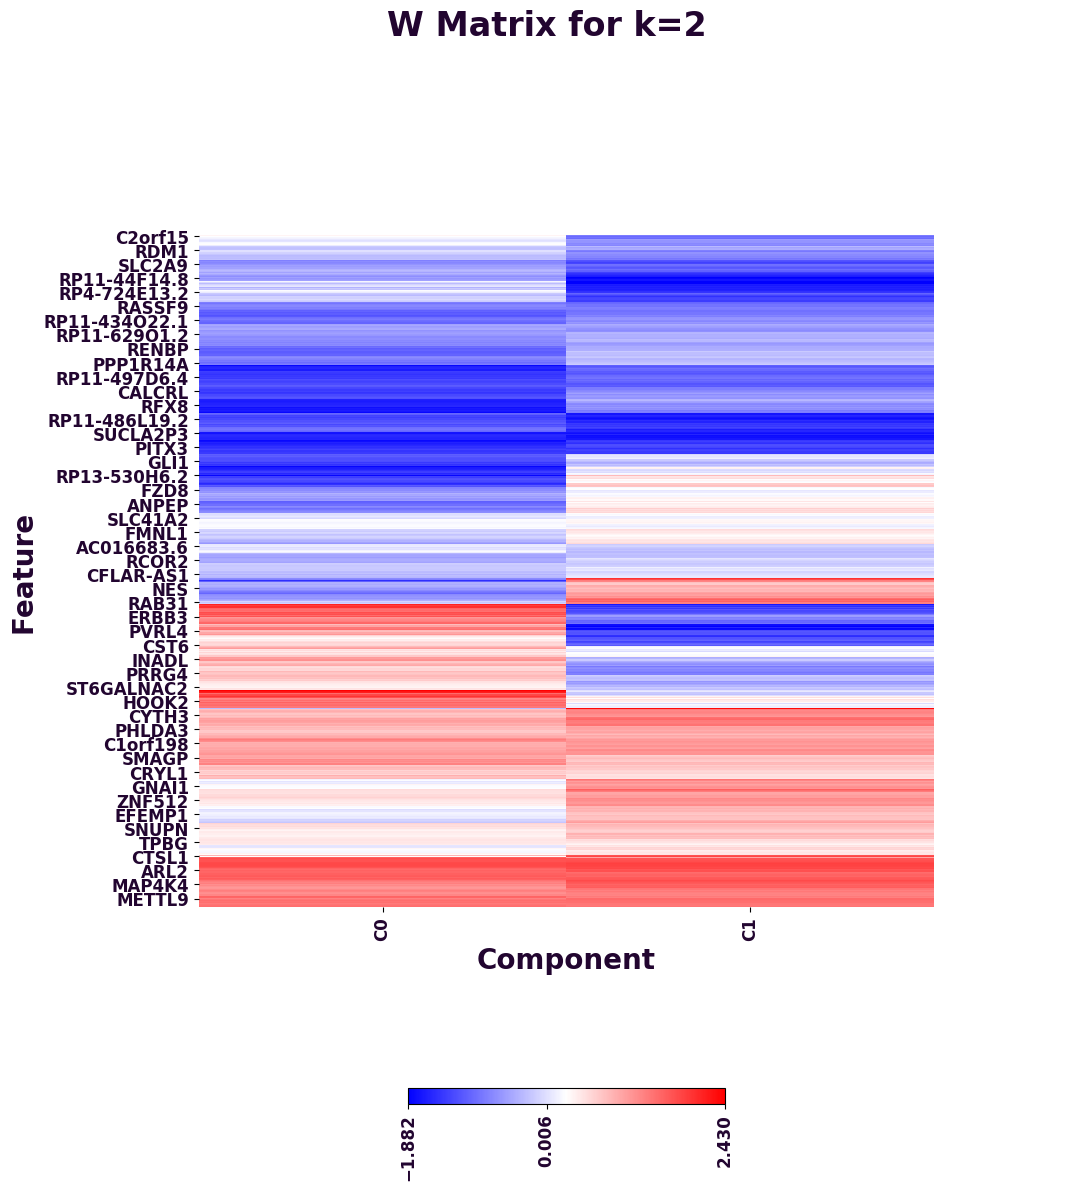 W Matrix for k=2
Feature
C2orf15
RDM1
SLC2A9
RP11-44F14.8
RP4-724E13.2
RASSF9
RP11-434O22.1
RP11-629O1.2
RENBP
PPP1R14A
RP11-497D6.4
CALCRL
RFX8
RP11-486L19.2
SUCLA2P3
PITX3
GLI1
RP13-530H6.2
FZD8
ANPEP
SLC41A2
FMNL1
AC016683.6
RCOR2
CFLAR-AS1
NES
RAB31
ERBB3
PVRL4
CST6
INADL
PRRG4
ST6GALNAC2
HOOK2
CYTH3
PHLDA3
C1orf198
SMAGP
CRYL1
GNAI1
ZNF512
EFEMP1
SNUPN
TPBG
CTSL1
ARL2
MAP4K4
METTL9
C0
C1
Component
−1.882
0.006
2.430